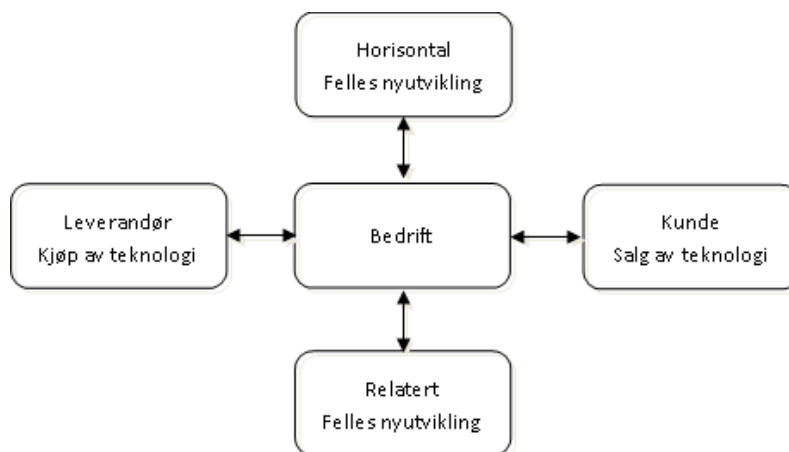 Horisontal
Felles nyutvikling
Leverandør
Kjøp av teknologi
Bedrift
Kunde
Salg av teknologi
Relatert
Felles nyutvikling